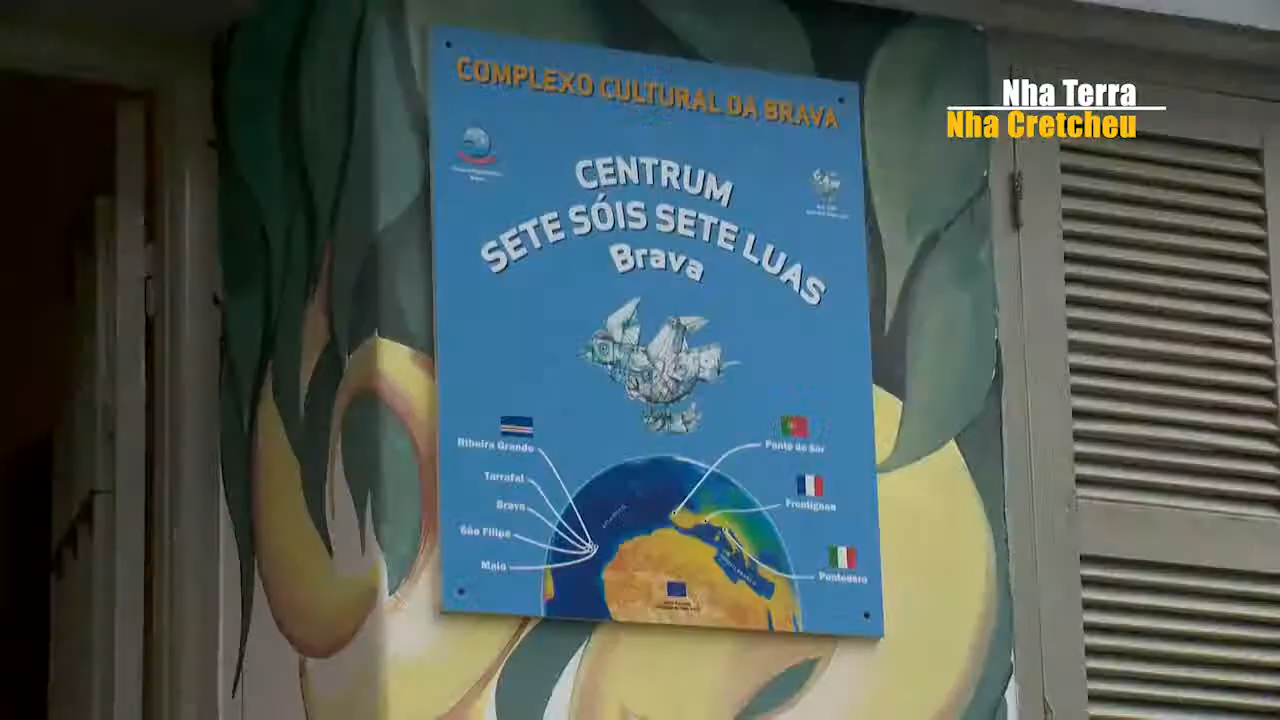 Nha Terra
Nha Cretcheu
COMPLEXO CULTURAL DA BRAVA
CENTRUM
SETE SÓIS SETE LUAS
Brava
Ribeira Grande
Tarrafal
Brava
São Filipe
Maio
Ponte de Sor
Frontignan
Pontedera